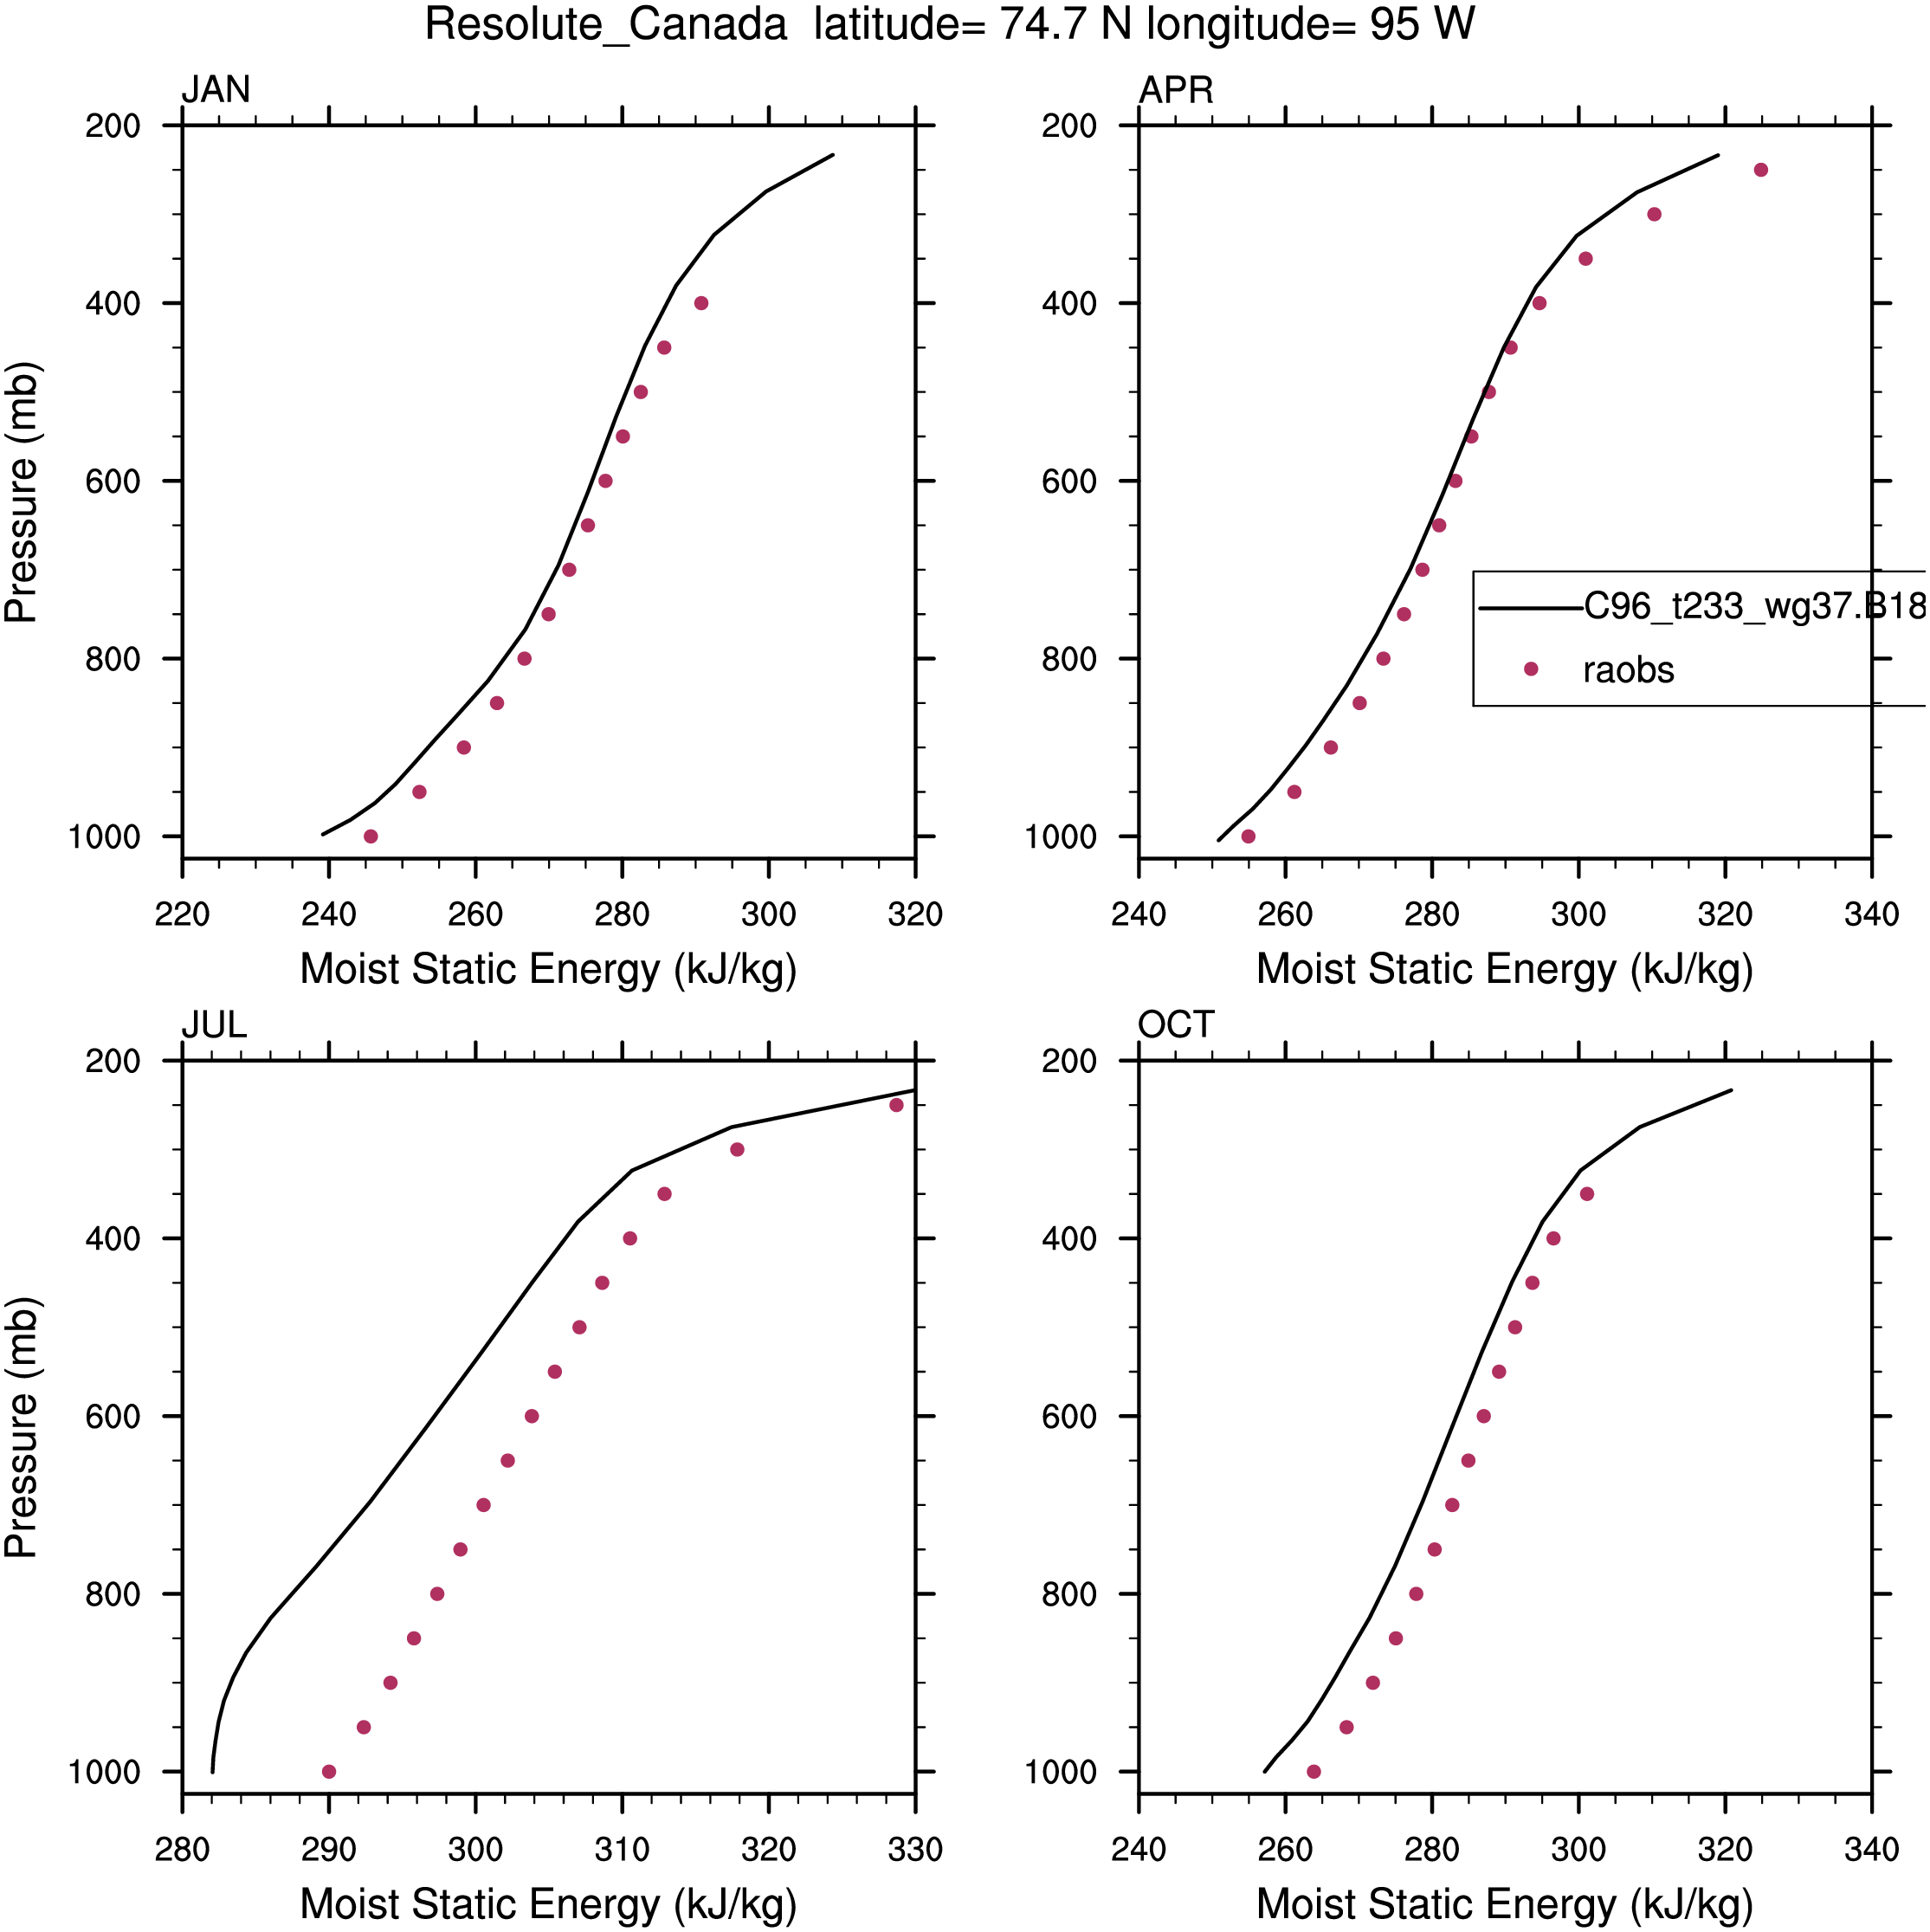 Resolute_Canada latitude= 74.7 N longitude= 95 W
JAN
200
400
600
800
1000
Pressure (mb)
220 240 260 280 300 320
Moist Static Energy (kJ/kg)
APR
200
400
600
800
1000
C96_t233_wg37.B18
raobs
240 260 280 300 320 340
Moist Static Energy (kJ/kg)
JUL
200
400
600
800
1000
Pressure (mb)
280 290 300 310 320 330
Moist Static Energy (kJ/kg)
OCT
200
400
600
800
1000
240 260 280 300 320 340
Moist Static Energy (kJ/kg)